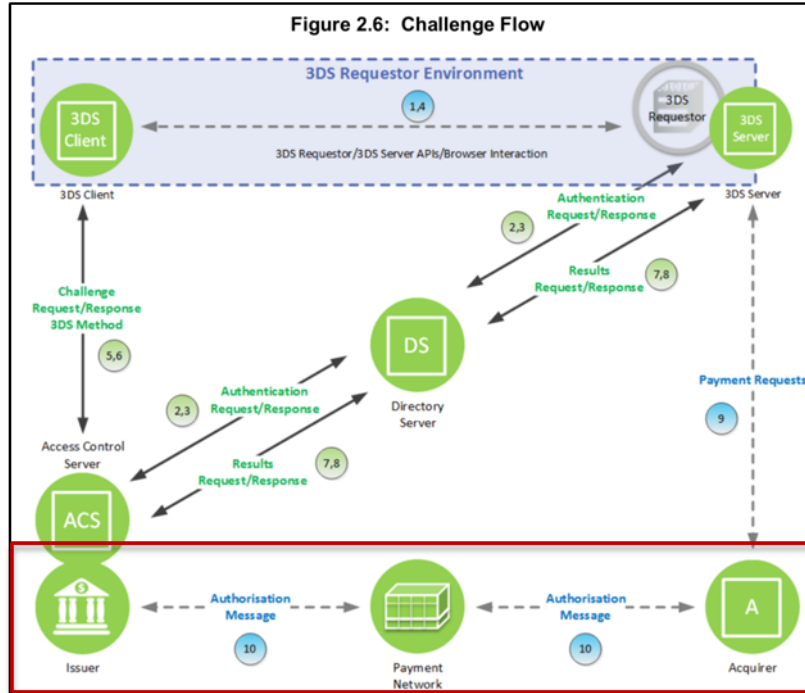 Figure 2.6: Challenge Flow
3DS Requestor Environment
3DS
Client
1,4
3DS
Requestor
3DS
Server
3DS Requestor/3DS Server APIs/Browser Interaction
3DS Client
3DS Server
Authentication
Request/Response
2,3
Results
Request/Response
7,8
Challenge
Request/Response
3DS Method
5,6
DS
Directory
Server
Payment Requests
9
Authentication
Request/Response
2,3
Results
Request/Response
7,8
Access Control
Server
ACS
Authorisation
Message
10
Authorisation
Message
10
A
$
Issuer
Payment
Network
Acquirer